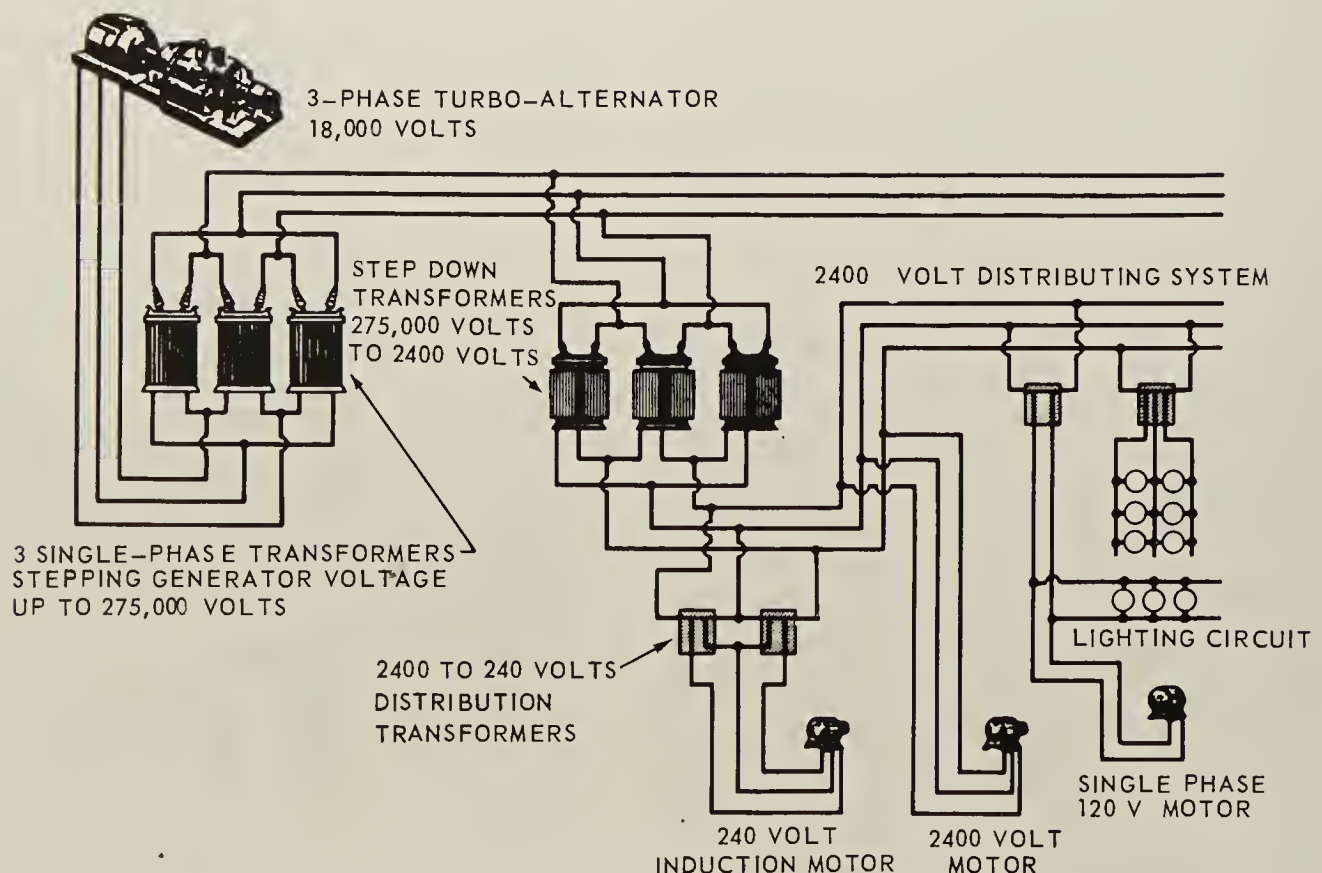 3-PHASE TURBO-ALTERNATOR
18,000 VOLTS
STEP DOWN
TRANSFORMERS
275,000 VOLTS
TO 2400 VOLTS
2400 VOLT DISTRIBUTING SYSTEM
3 SINGLE-PHASE TRANSFORMERS
STEPPING GENERATOR VOLTAGE
UP TO 275,000 VOLTS
2400 TO 240 VOLTS
DISTRIBUTION
TRANSFORMERS
LIGHTING CIRCUIT
SINGLE PHASE
120 V MOTOR
240 VOLT
INDUCTION MOTOR
2400 VOLT
MOTOR